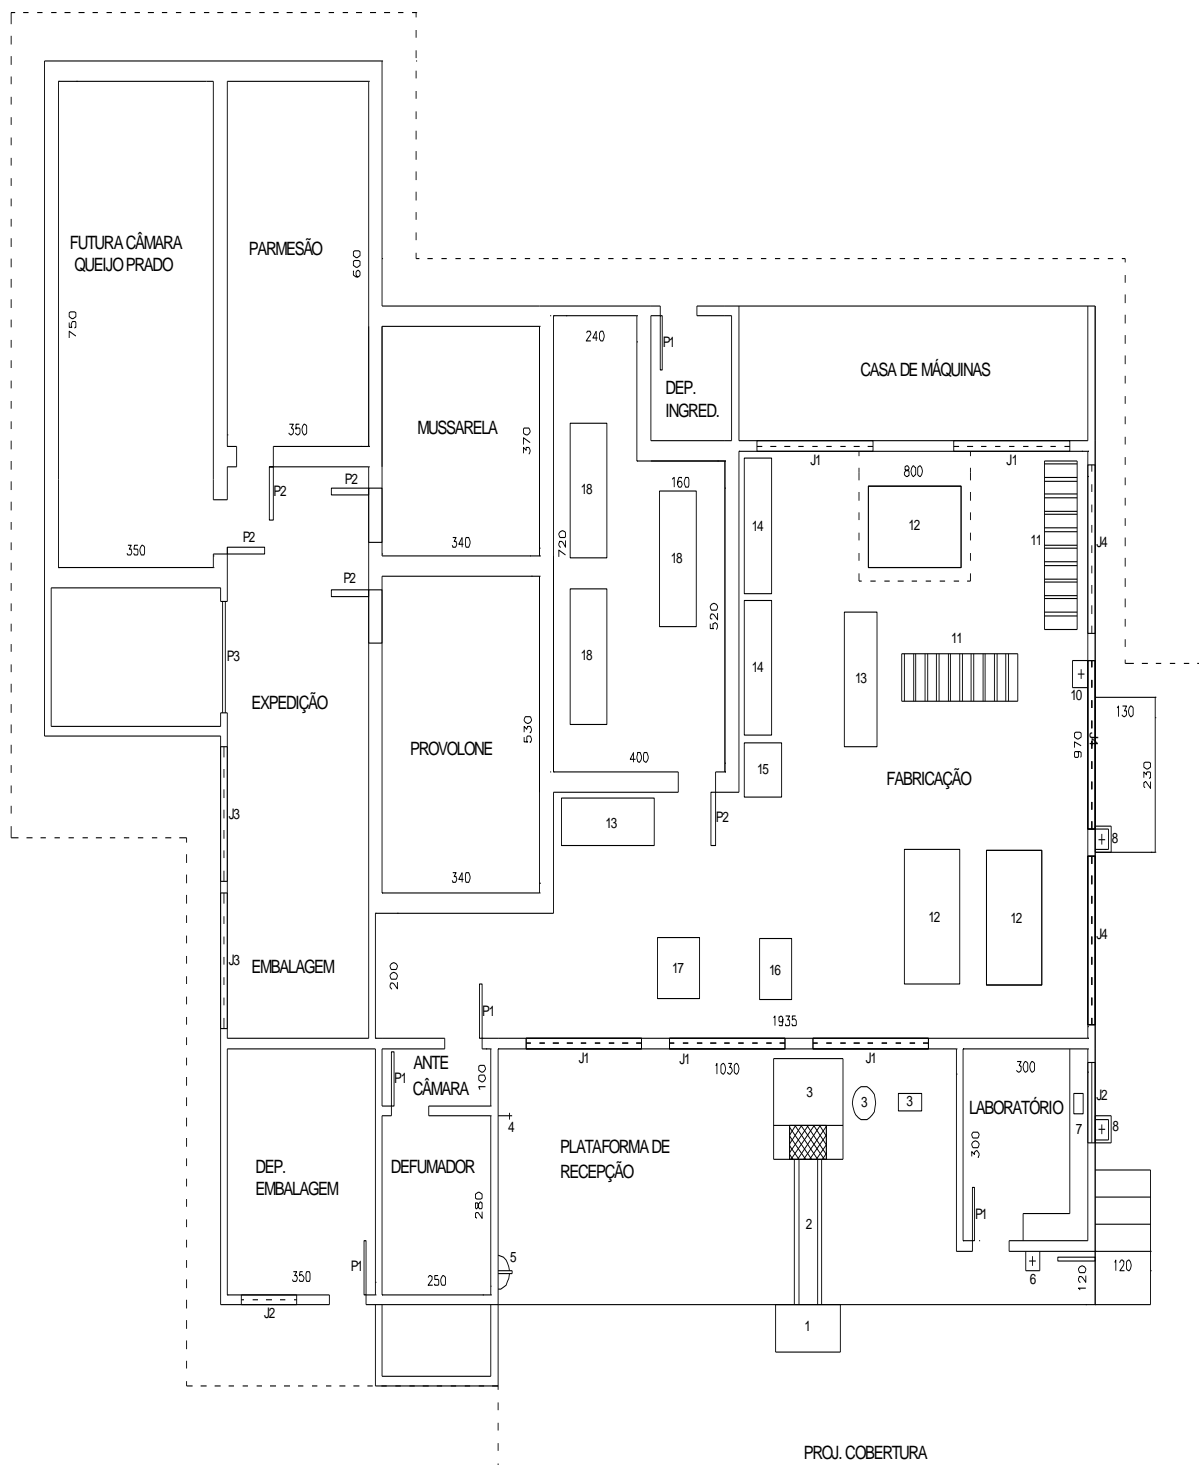 FUTURA CÂMARA
QUEIJO PRADO
PARMESÃO
600
750
240
P1
DEP.
INGRED.
CASA DE MÁQUINAS
350
MUSSARELA
370
J1
J1
800
160
18
14
12
11
J4
P2
P2
18
P2
350
340
720
P2
520
11
P3
18
14
13
10
EXPEDIÇÃO
130
530
970
PROVOLONE
400
15
FABRICAÇÃO
230
J3
13
P2
8
340
12
12
J4
J3
EMBALAGEM
200
17
16
P1
1935
J1
J1
J1
ANTE
CÂMARA
P1
100
1030
300
3
3
3
LABORATÓRIO
J2
7
8
4
DEP.
EMBALAGEM
DEFUMADOR
PLATAFORMA DE
RECEPÇÃO
300
280
P1
2
5
P1
350
250
6
120
120
J2
1
PROJ. COBERTURA